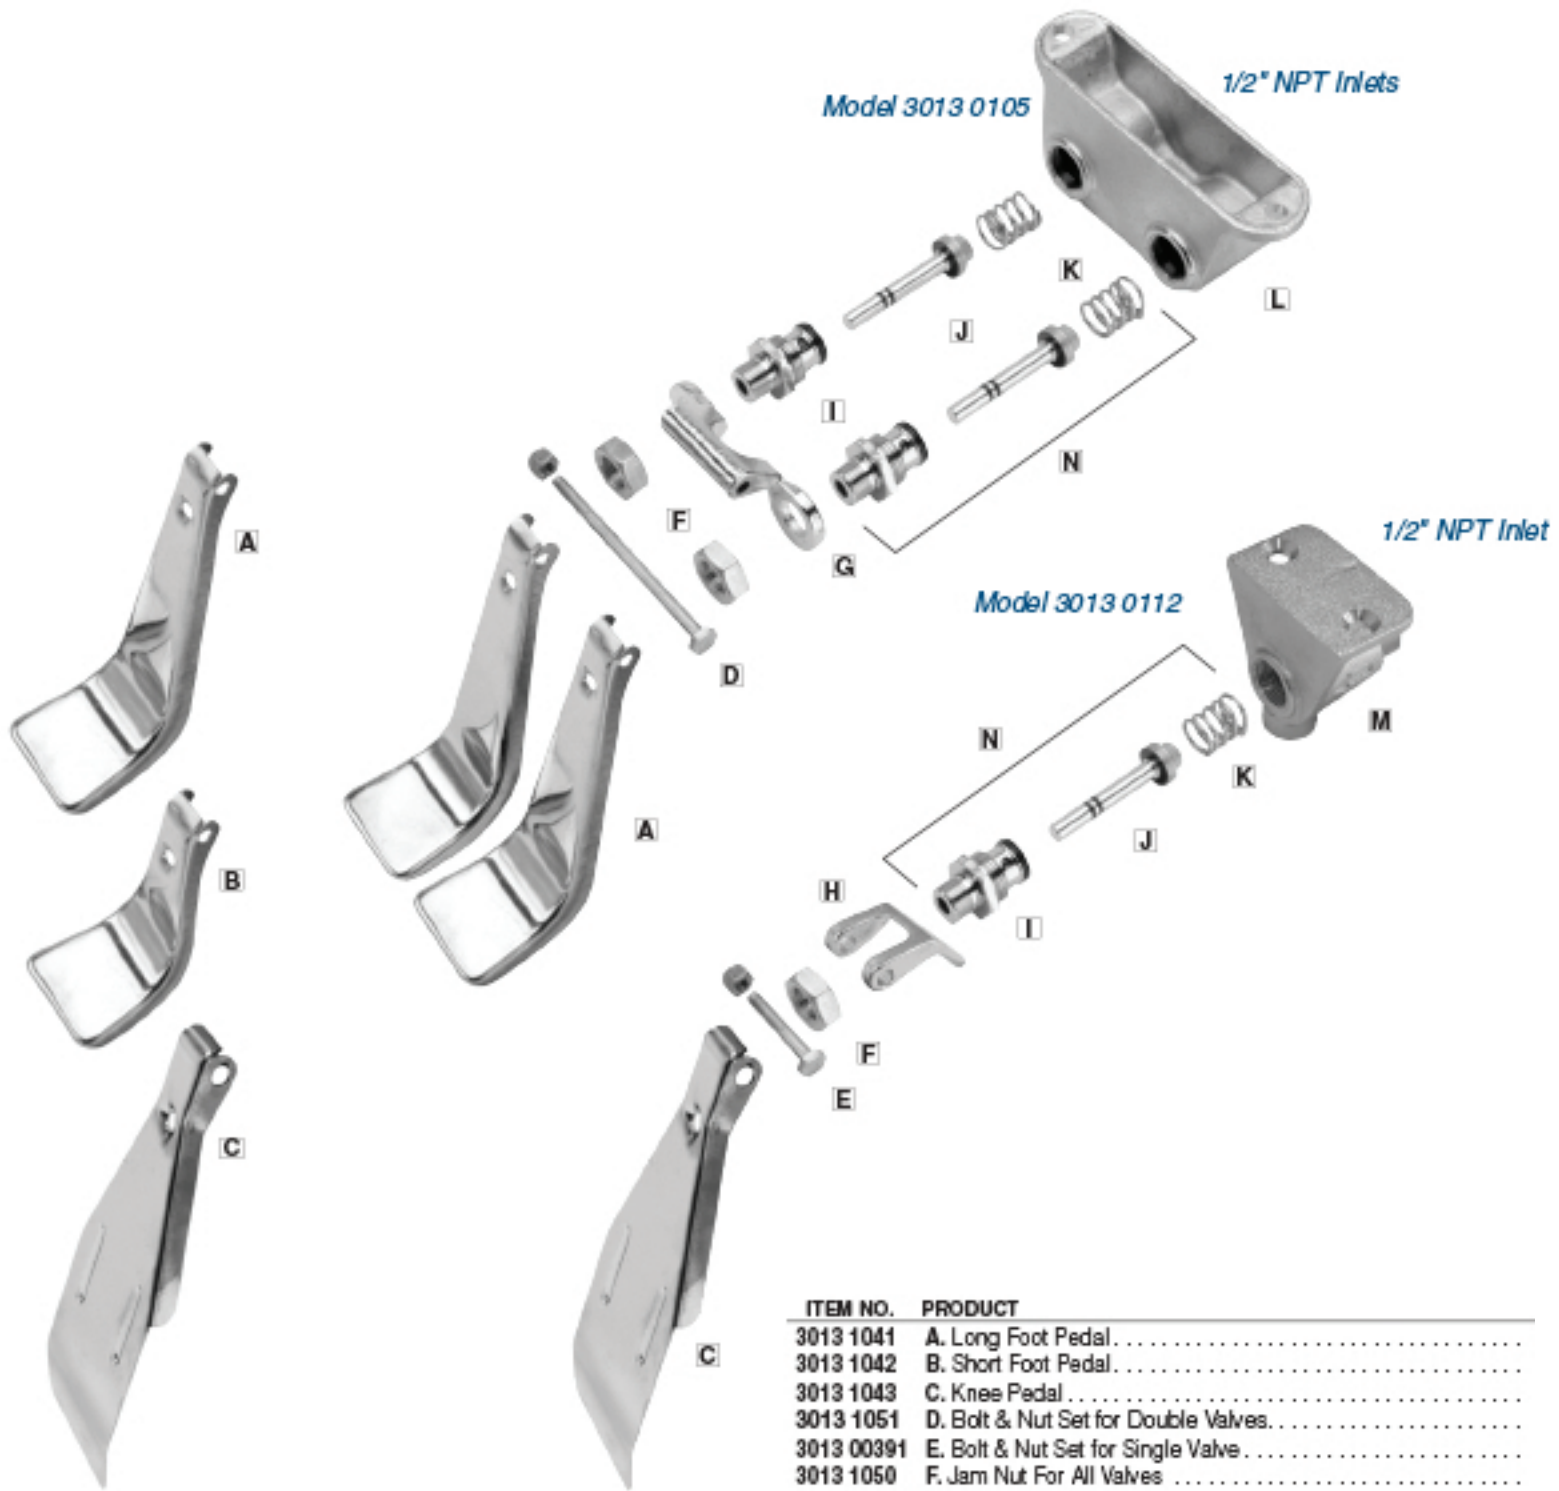 1/2" NPT Inlets
Model 3013 0105
K
L
J
I
N
F
A
G
1/2" NPT Inlet
Model 3013 0112
D
M
N
K
A
J
B
H
I
F
E
C
C
ITEM NO. PRODUCT
3013 1041 A. Long Foot Pedal
3013 1042 B. Short Foot Pedal
3013 1043 C. Knee Pedal
3013 1051 D. Bolt & Nut Set for Double Valves
3013 00391 E. Bolt & Nut Set for Single Valve
3013 1050 F. Jam Nut For All Valves